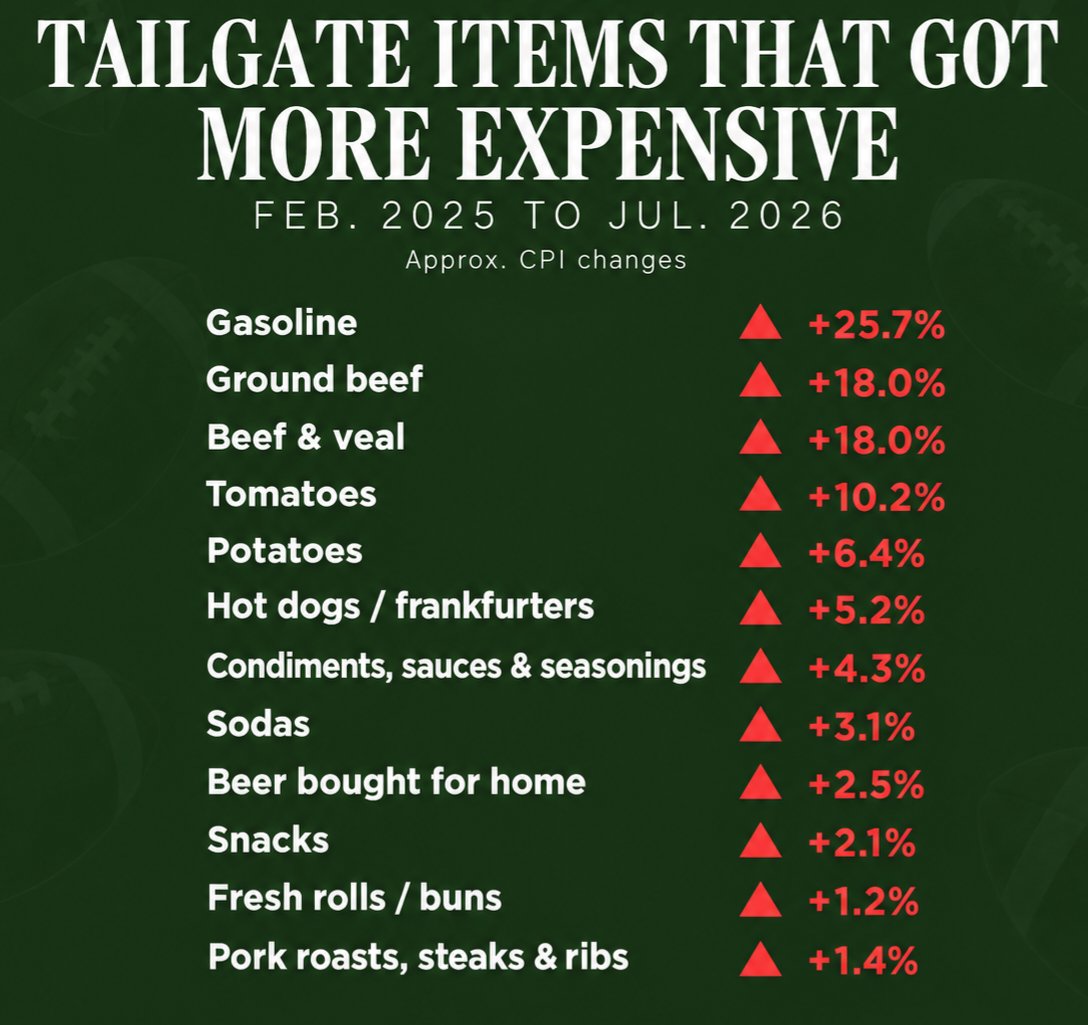 TAILGATE ITEMS THAT GOT
MORE EXPENSIVE
FEB. 2025 TO JUL. 2026
Approx. CPI changes
Gasoline +25.7%
Ground beef +18.0%
Beef & veal +18.0%
Tomatoes +10.2%
Potatoes +6.4%
Hot dogs / frankfurters +5.2%
Condiments, sauces & seasonings +4.3%
Sodas +3.1%
Beer bought for home +2.5%
Snacks +2.1%
Fresh rolls / buns +1.2%
Pork roasts, steaks & ribs +1.4%